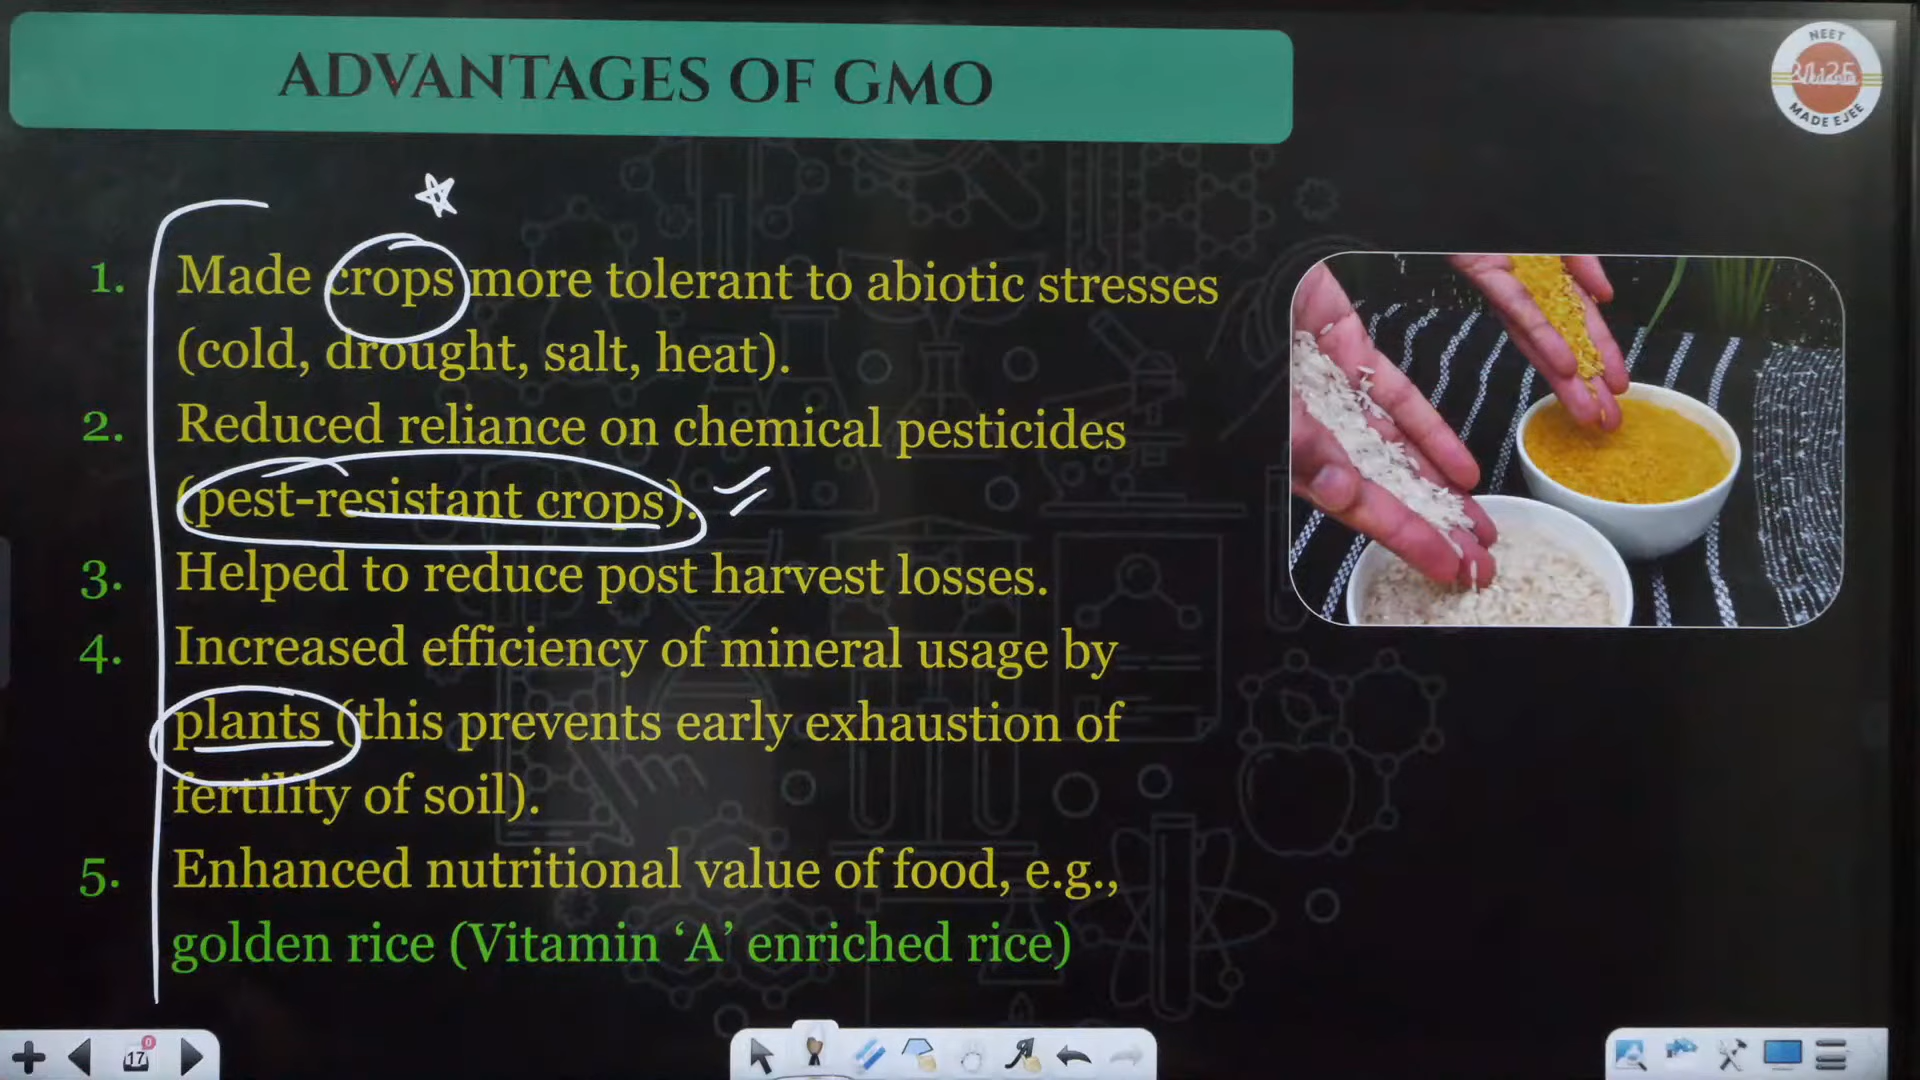 ADVANTAGES OF GMO
NEET
MADE EJEE
1. Made crops more tolerant to abiotic stresses
(cold, drought, salt, heat).
2. Reduced reliance on chemical pesticides
(pest-resistant crops).
3. Helped to reduce post harvest losses.
4. Increased efficiency of mineral usage by
plants (this prevents early exhaustion of
fertility of soil).
5. Enhanced nutritional value of food, e.g.,
golden rice (Vitamin ‘A’ enriched rice)
17
0